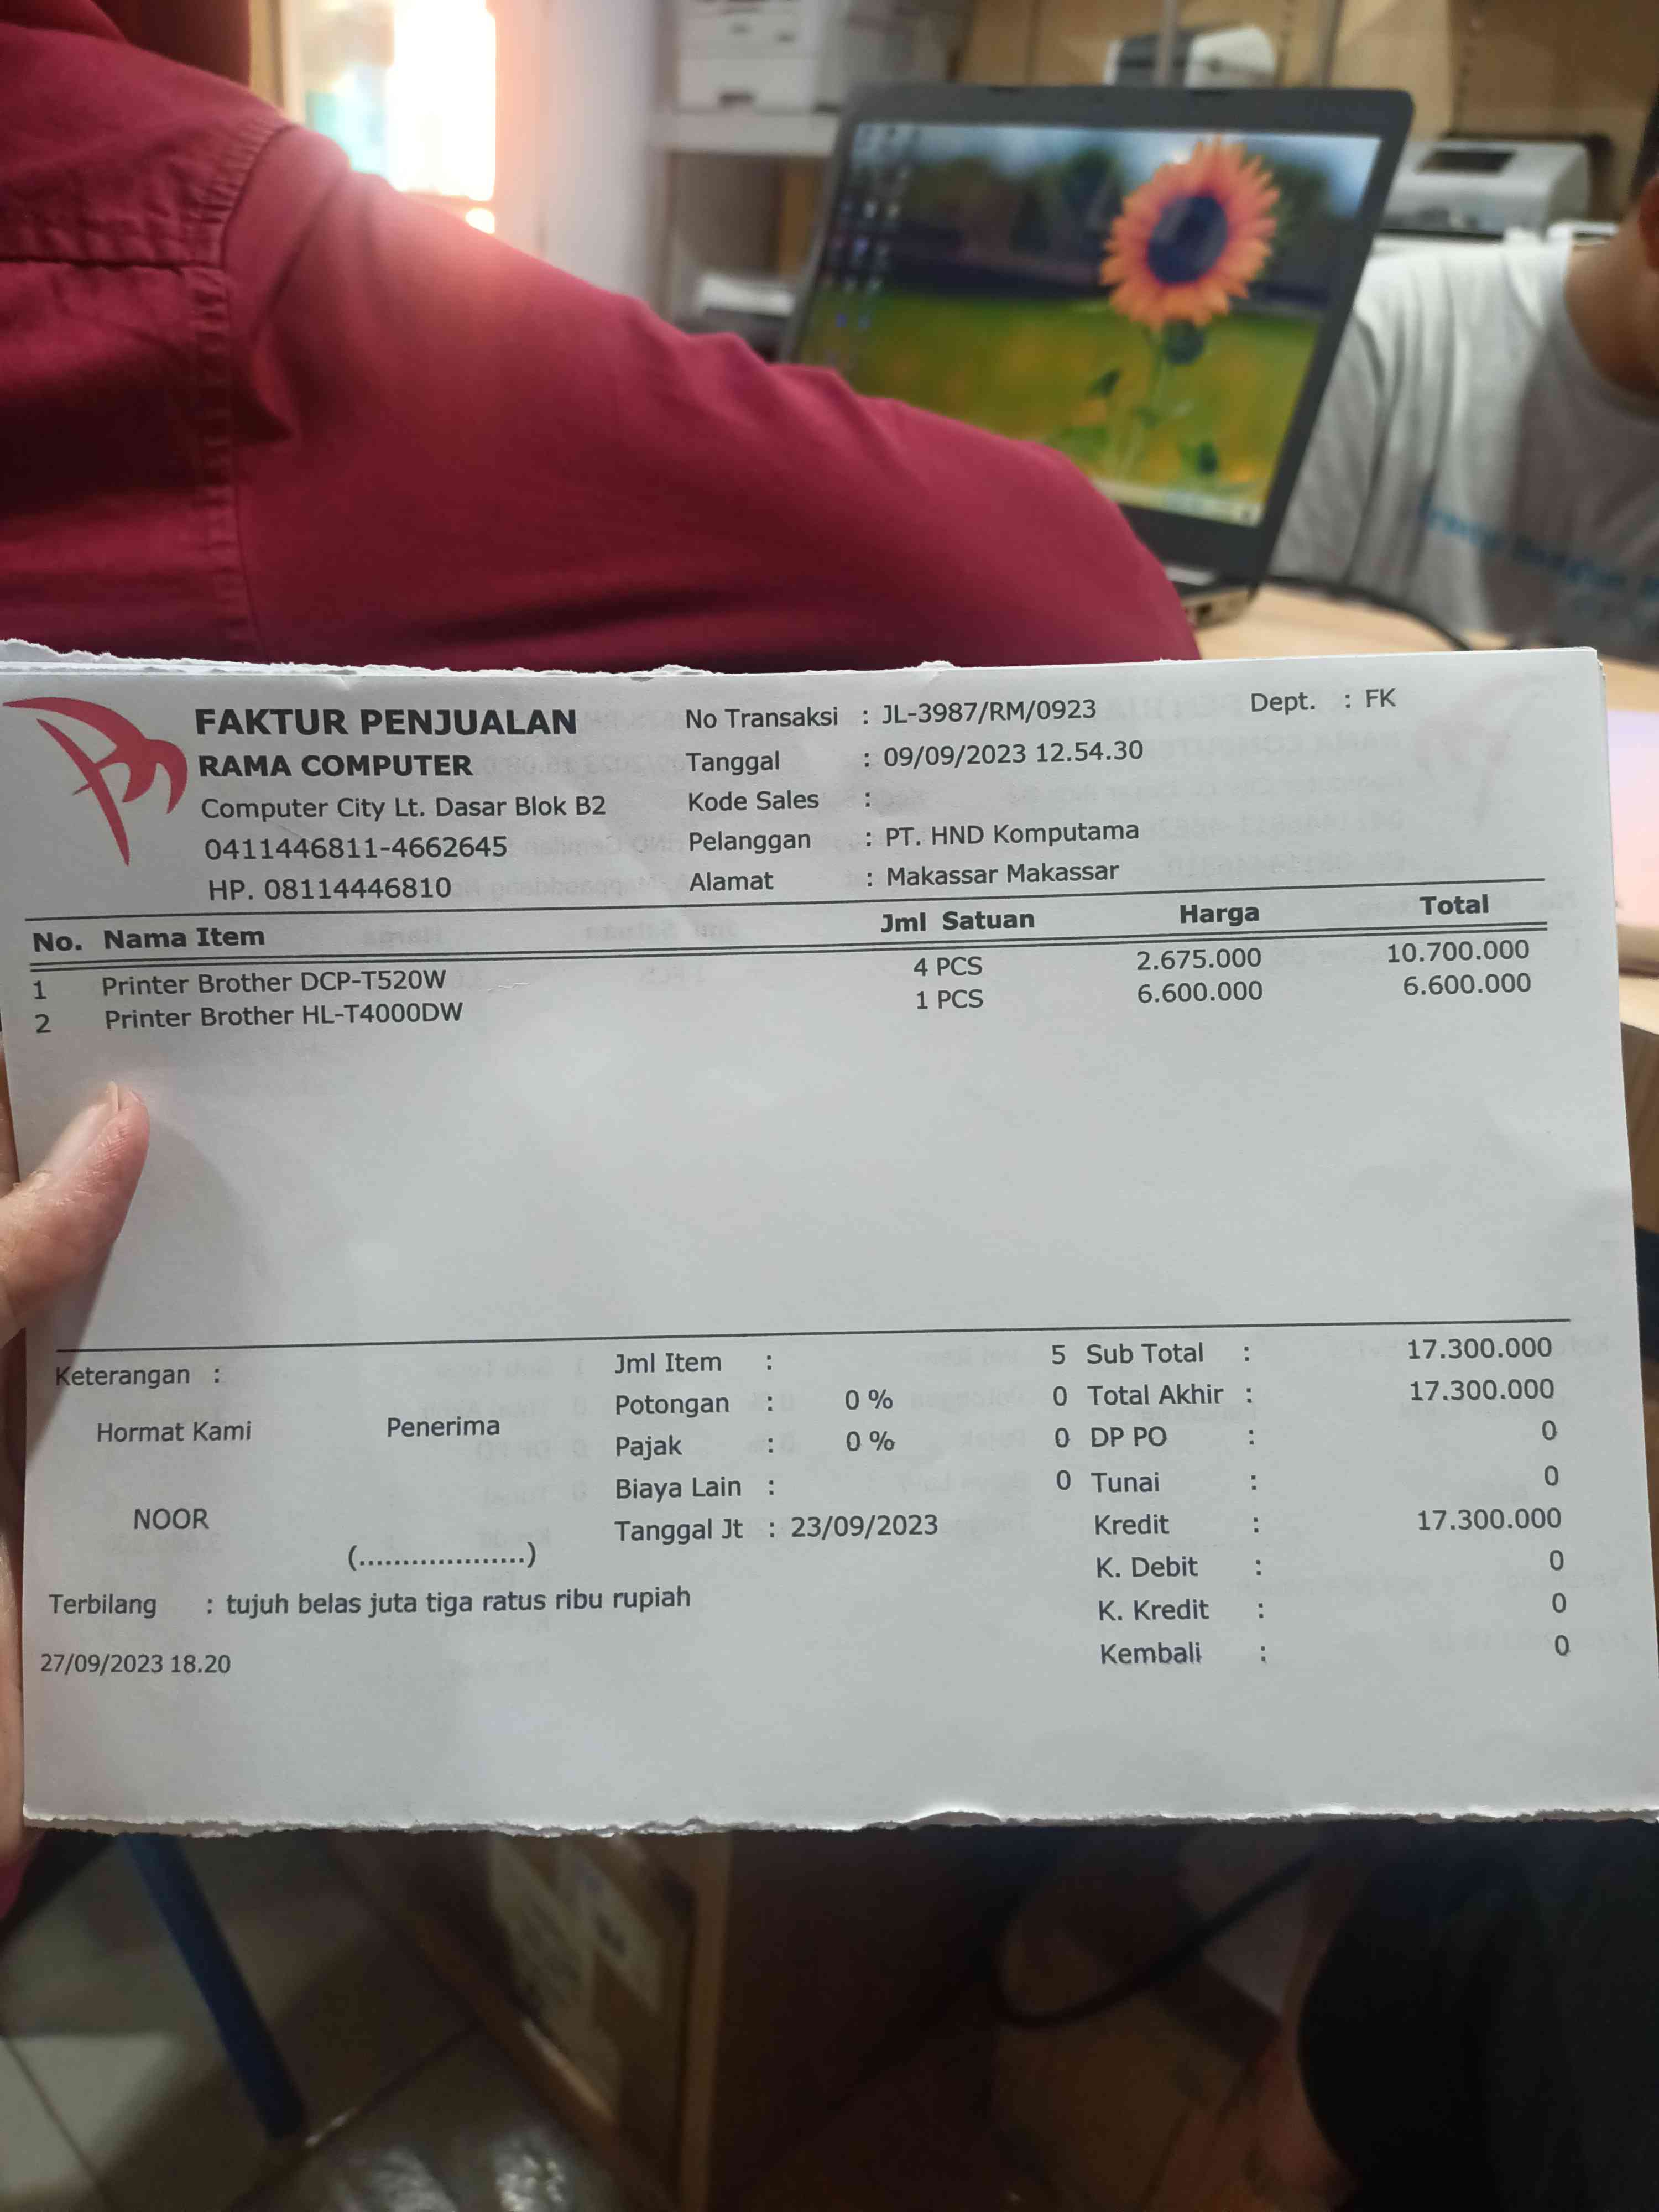 FAKTUR PENJUALAN
RAMA COMPUTER
Computer City Lt. Dasar Blok B2
0411446811-4662645
HP. 08114446810
No Transaksi : JL-3987/RM/0923
Tanggal : 09/09/2023 12.54.30
Kode Sales :
Pelanggan : PT. HND Komputama
Alamat : Makassar Makassar
Dept. : FK
No. Nama Item Jml Satuan Harga Total
1 Printer Brother DCP-T520W 4 PCS 2.675.000 10.700.000
2 Printer Brother HL-T4000DW 1 PCS 6.600.000 6.600.000
Keterangan :
Hormat Kami Penerima
NOOR
(...................)
Jml Item : 5
Potongan : 0 % 0
Pajak : 0 % 0
Biaya Lain : 0
Tanggal Jt : 23/09/2023
Sub Total : 17.300.000
Total Akhir : 17.300.000
DP PO : 0
Tunai : 0
Kredit : 17.300.000
K. Debit : 0
K. Kredit : 0
Kembali : 0
Terbilang : tujuh belas juta tiga ratus ribu rupiah
27/09/2023 18.20